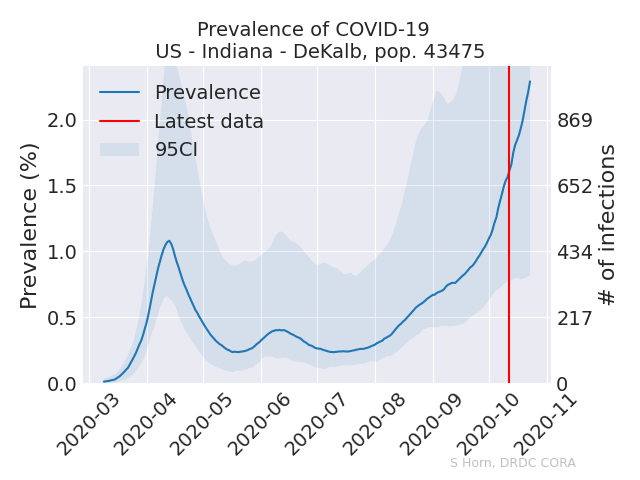 Prevalence of COVID-19
US - Indiana - DeKalb, pop. 43475
Prevalence
Latest data
95CI
Prevalence (%)
2.0
1.5
1.0
0.5
0.0
869
652
434
217
0
# of infections
2020-03
2020-04
2020-05
2020-06
2020-07
2020-08
2020-09
2020-10
2020-11
S Horn, DRDC CORA